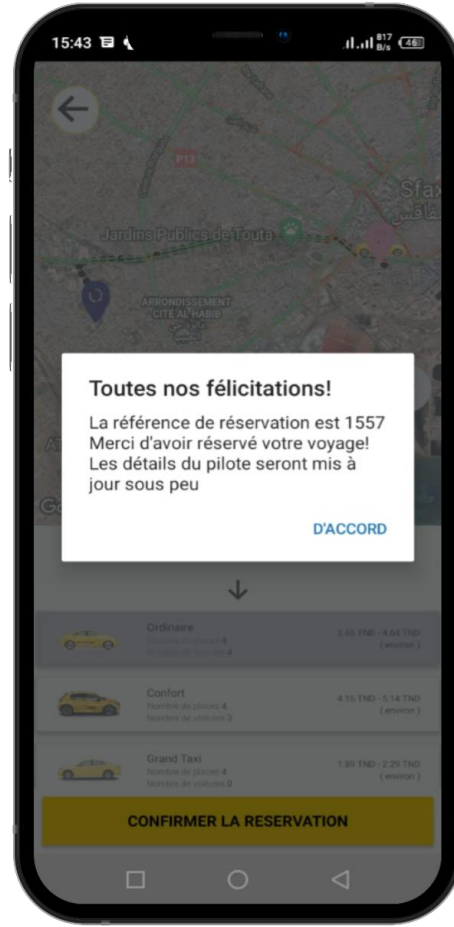 15:43
817
B/s
46
P13
Sfax
Jardins Publics de Touta
ARRONDISSEMENT
CITE AL HABIB
Toutes nos félicitations!
La référence de réservation est 1557
Merci d'avoir réservé votre voyage!
Les détails du pilote seront mis à
jour sous peu
D'ACCORD
Ordinaire
Nombre de places 4
Nombre de voitures 4
3.66 TND - 4.64 TND
( environ )
Confort
Nombre de places 4
Nombre de voitures 3
4.16 TND - 5.14 TND
( environ )
Grand Taxi
Nombre de places 4
Nombre de voitures 0
1.89 TND - 2.29 TND
( environ )
CONFIRMER LA RESERVATION